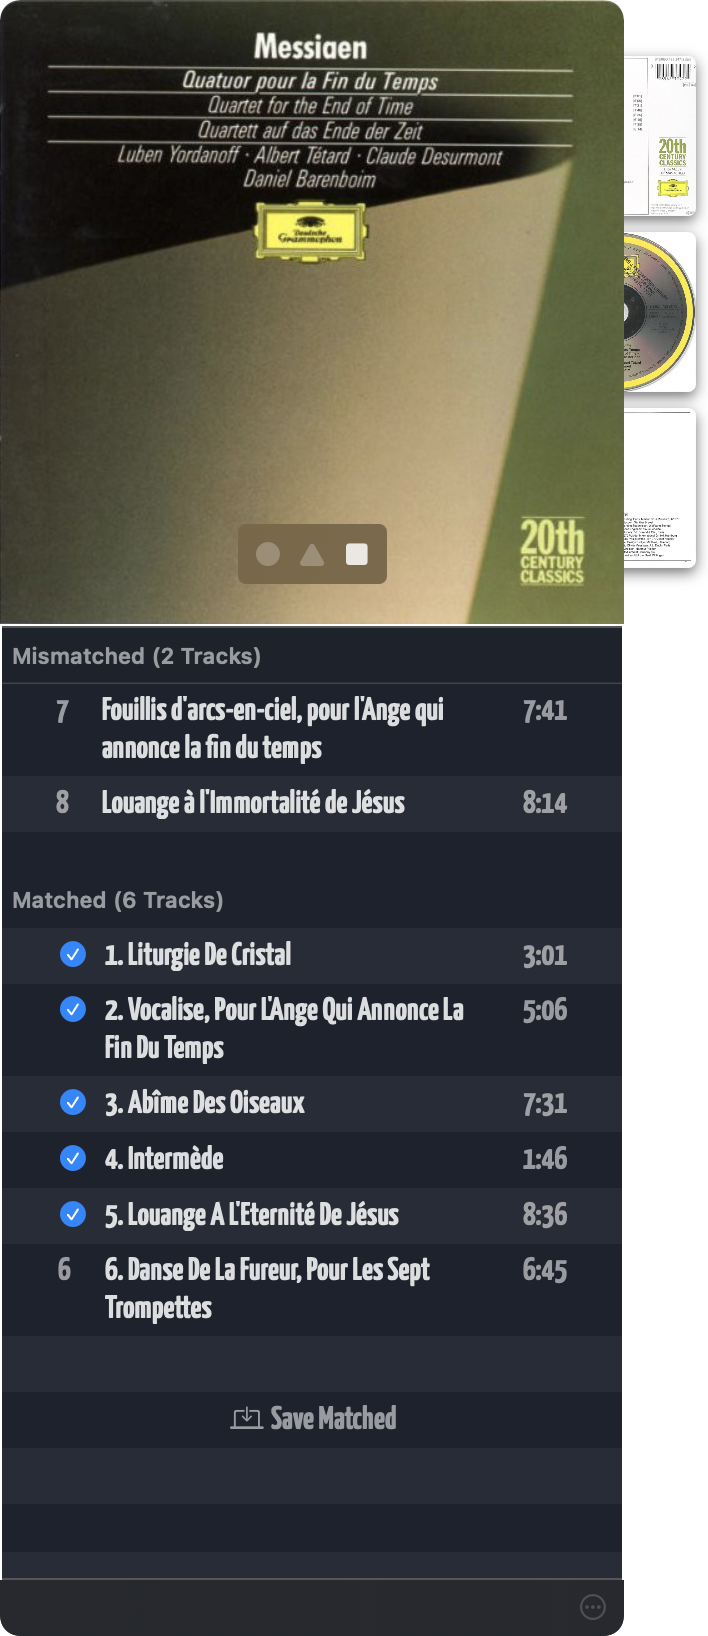 Messiaen
Quatuor pour la Fin du Temps
Quartet for the End of Time
Quartett auf das Ende der Zeit
Luben Yordanoff · Albert Tétard · Claude Desurmont
Daniel Barenboim
Deutsche
Grammophon
20th
CENTURY
CLASSICS
20th
CENTURY
CLASSICS
Mismatched (2 Tracks)
7 Fouillis d'arcs-en-ciel, pour l'Ange qui 7:41
annonce la fin du temps
8 Louange à l'Immortalité de Jésus 8:14
Matched (6 Tracks)
1. Liturgie De Cristal 3:01
2. Vocalise, Pour L'Ange Qui Annonce La 5:06
Fin Du Temps
3. Abîme Des Oiseaux 7:31
4. Intermède 1:46
5. Louange A L'Eternité De Jésus 8:36
6 6. Danse De La Fureur, Pour Les Sept 6:45
Trompettes
Save Matched